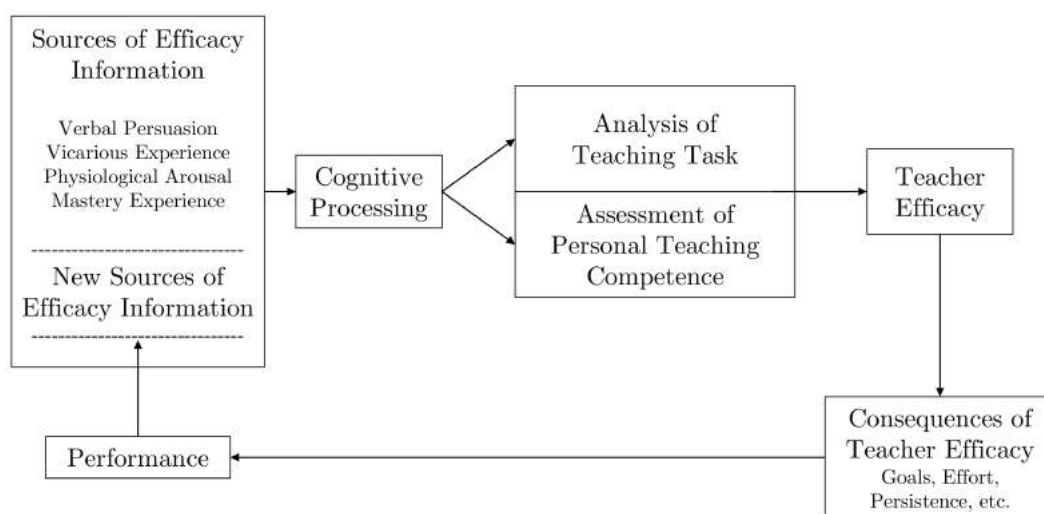 Sources of Efficacy
Information
Verbal Persuasion
Vicarious Experience
Physiological Arousal
Mastery Experience
New Sources of
Efficacy Information
Cognitive
Processing
Analysis of
Teaching Task
Assessment of
Personal Teaching
Competence
Teacher
Efficacy
Consequences of
Teacher Efficacy
Goals, Effort,
Persistence, etc.
Performance